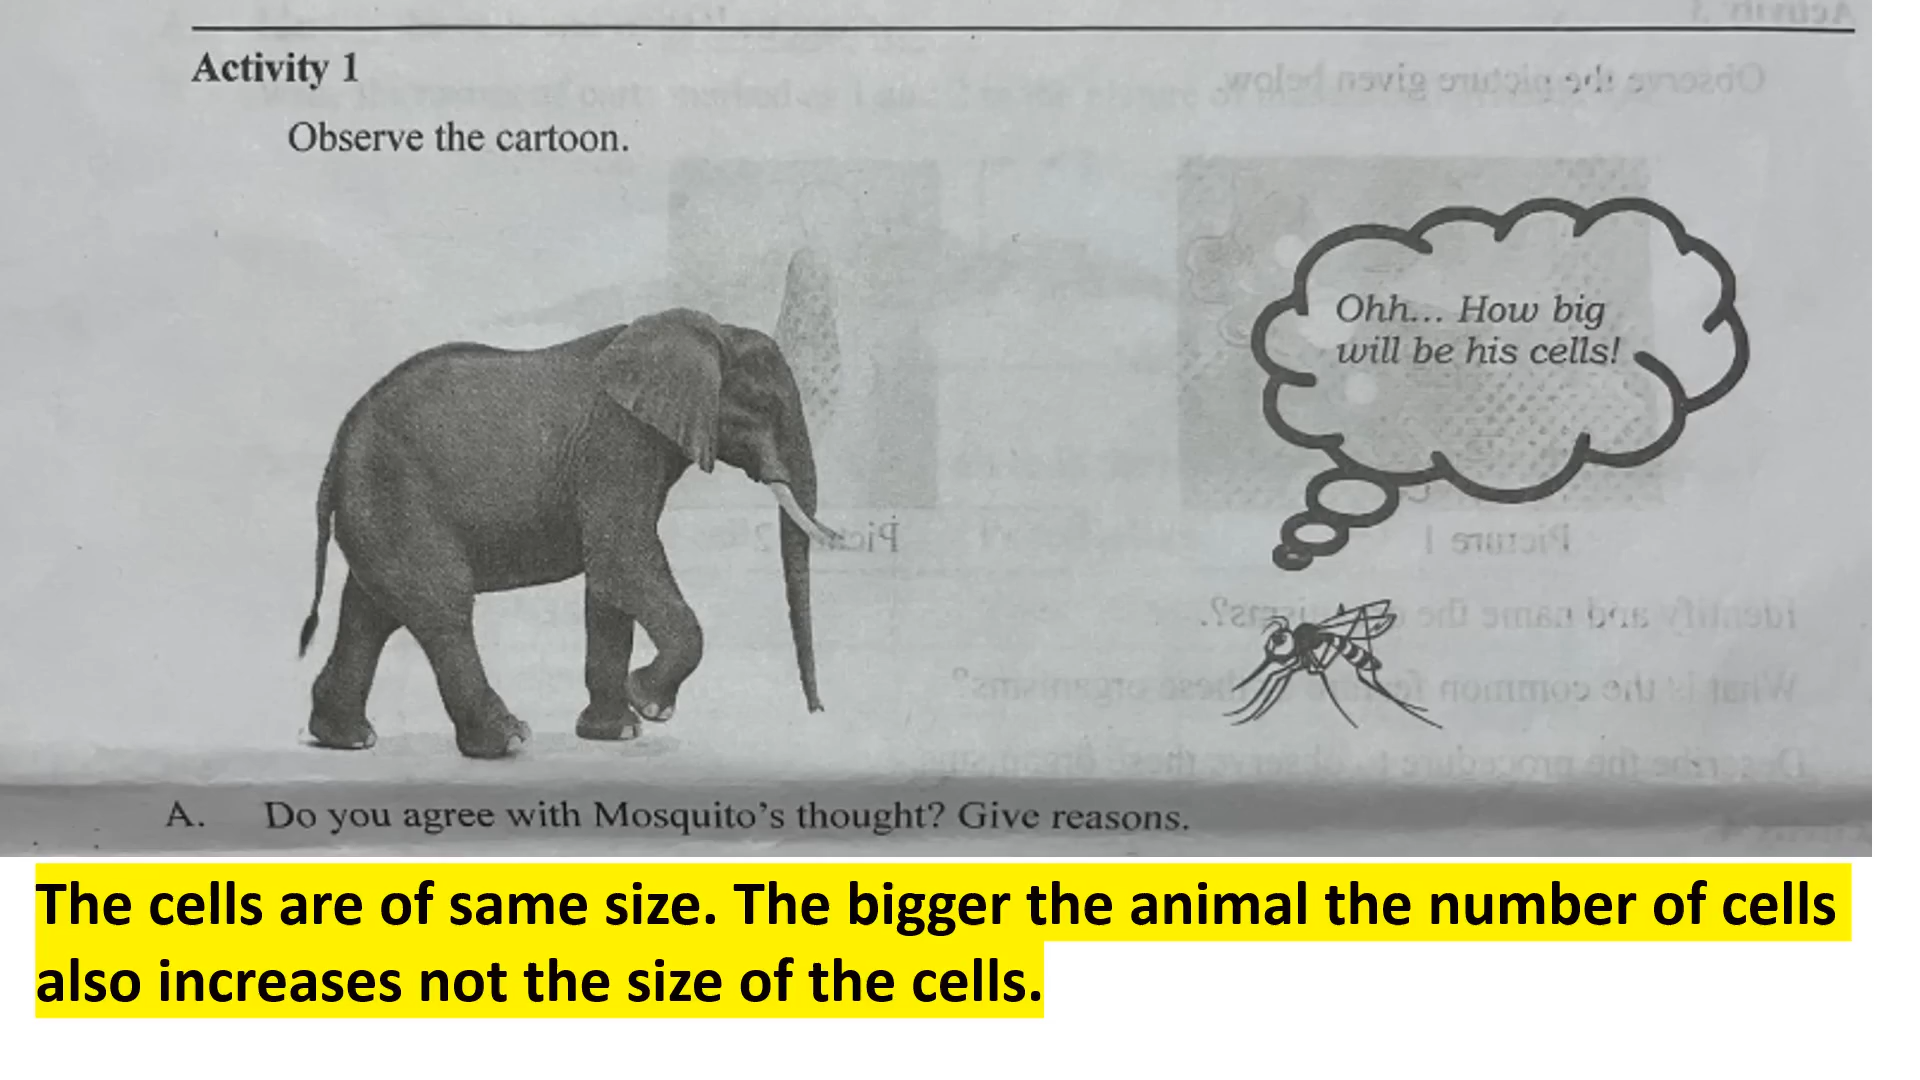 Activity 1
Observe the cartoon.
Ohh... How big
will be his cells!
A. Do you agree with Mosquito's thought? Give reasons.
The cells are of same size. The bigger the animal the number of cells
also increases not the size of the cells.